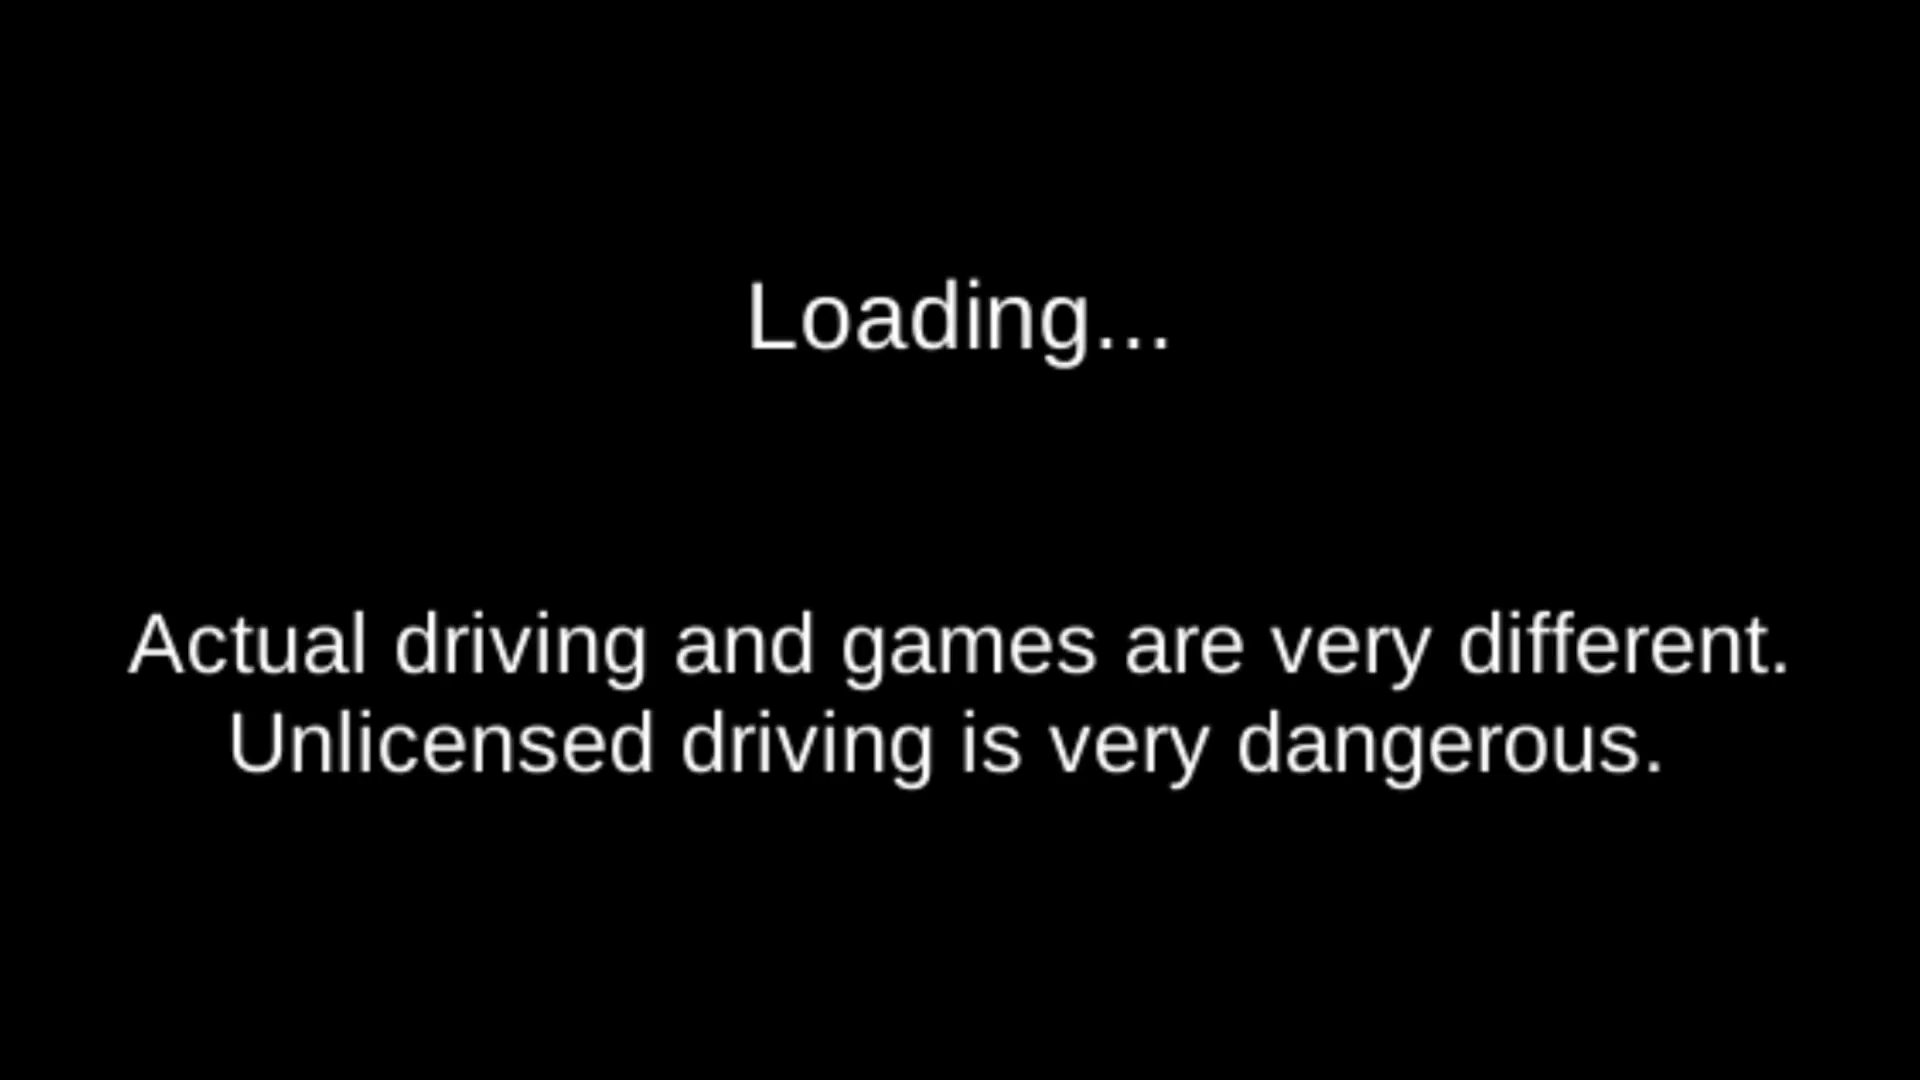 Loading...
Actual driving and games are very different.
Unlicensed driving is very dangerous.